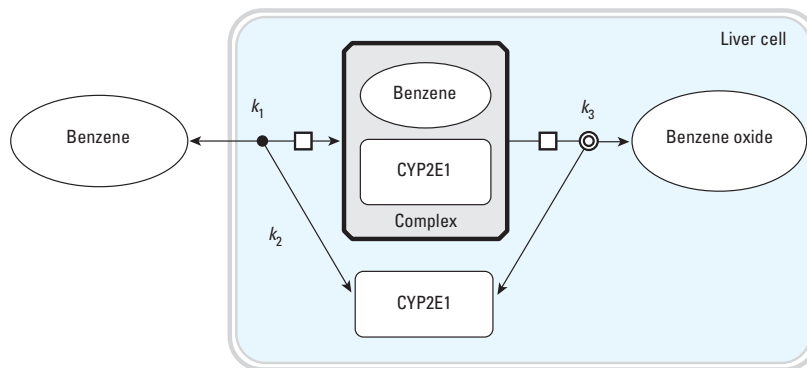 Liver cell
Benzene
k1
Benzene
CYP2E1
Complex
k3
Benzene oxide
k2
CYP2E1